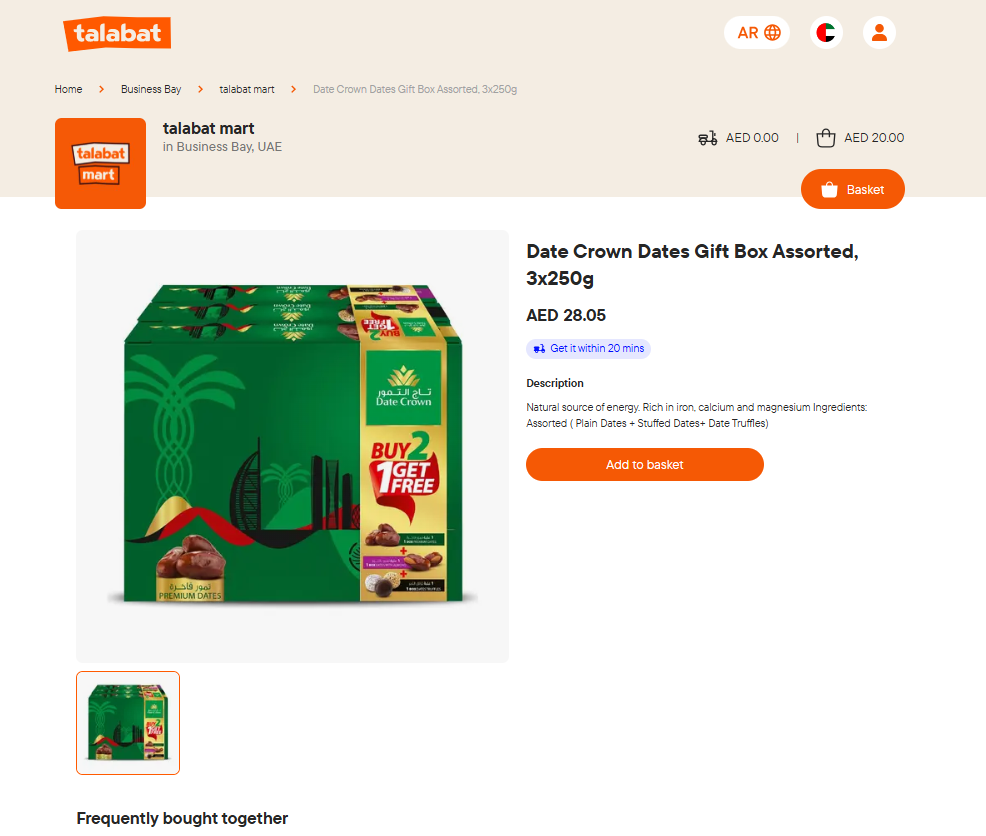 talabat
AR
Home
Business Bay
talabat mart
Date Crown Dates Gift Box Assorted, 3x250g
talabat
mart
talabat mart
in Business Bay, UAE
AED 0.00
|
AED 20.00
Basket
Date Crown Dates Gift Box Assorted,
3x250g
AED 28.05
Get it within 20 mins
Description
Natural source of energy. Rich in iron, calcium and magnesium Ingredients:
Assorted ( Plain Dates + Stuffed Dates+ Date Truffles)
Add to basket
تاج التمور
Date Crown
BUY 2
1 GET
FREE
تمور فاخرة
PREMIUM DATES
Frequently bought together